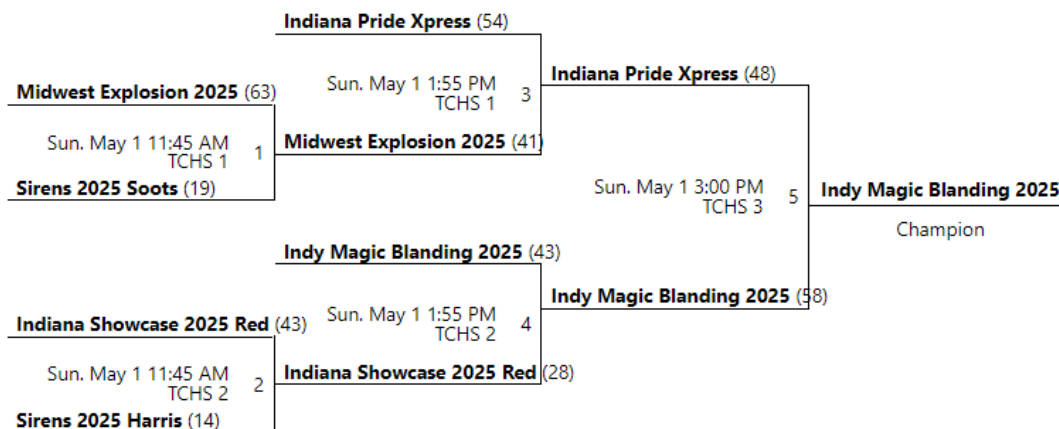 Indiana Pride Xpress (54)
Sun. May 1 1:55 PM
TCHS 1
3
Indiana Pride Xpress (48)
Midwest Explosion 2025 (63)
Sun. May 1 11:45 AM
TCHS 1
1
Midwest Explosion 2025 (41)
Sirens 2025 Soots (19)
Sun. May 1 3:00 PM
TCHS 3
5
Indy Magic Blanding 2025
Champion
Indy Magic Blanding 2025 (43)
Sun. May 1 1:55 PM
TCHS 2
4
Indy Magic Blanding 2025 (58)
Indiana Showcase 2025 Red (43)
Sun. May 1 11:45 AM
TCHS 2
2
Indiana Showcase 2025 Red (28)
Sirens 2025 Harris (14)